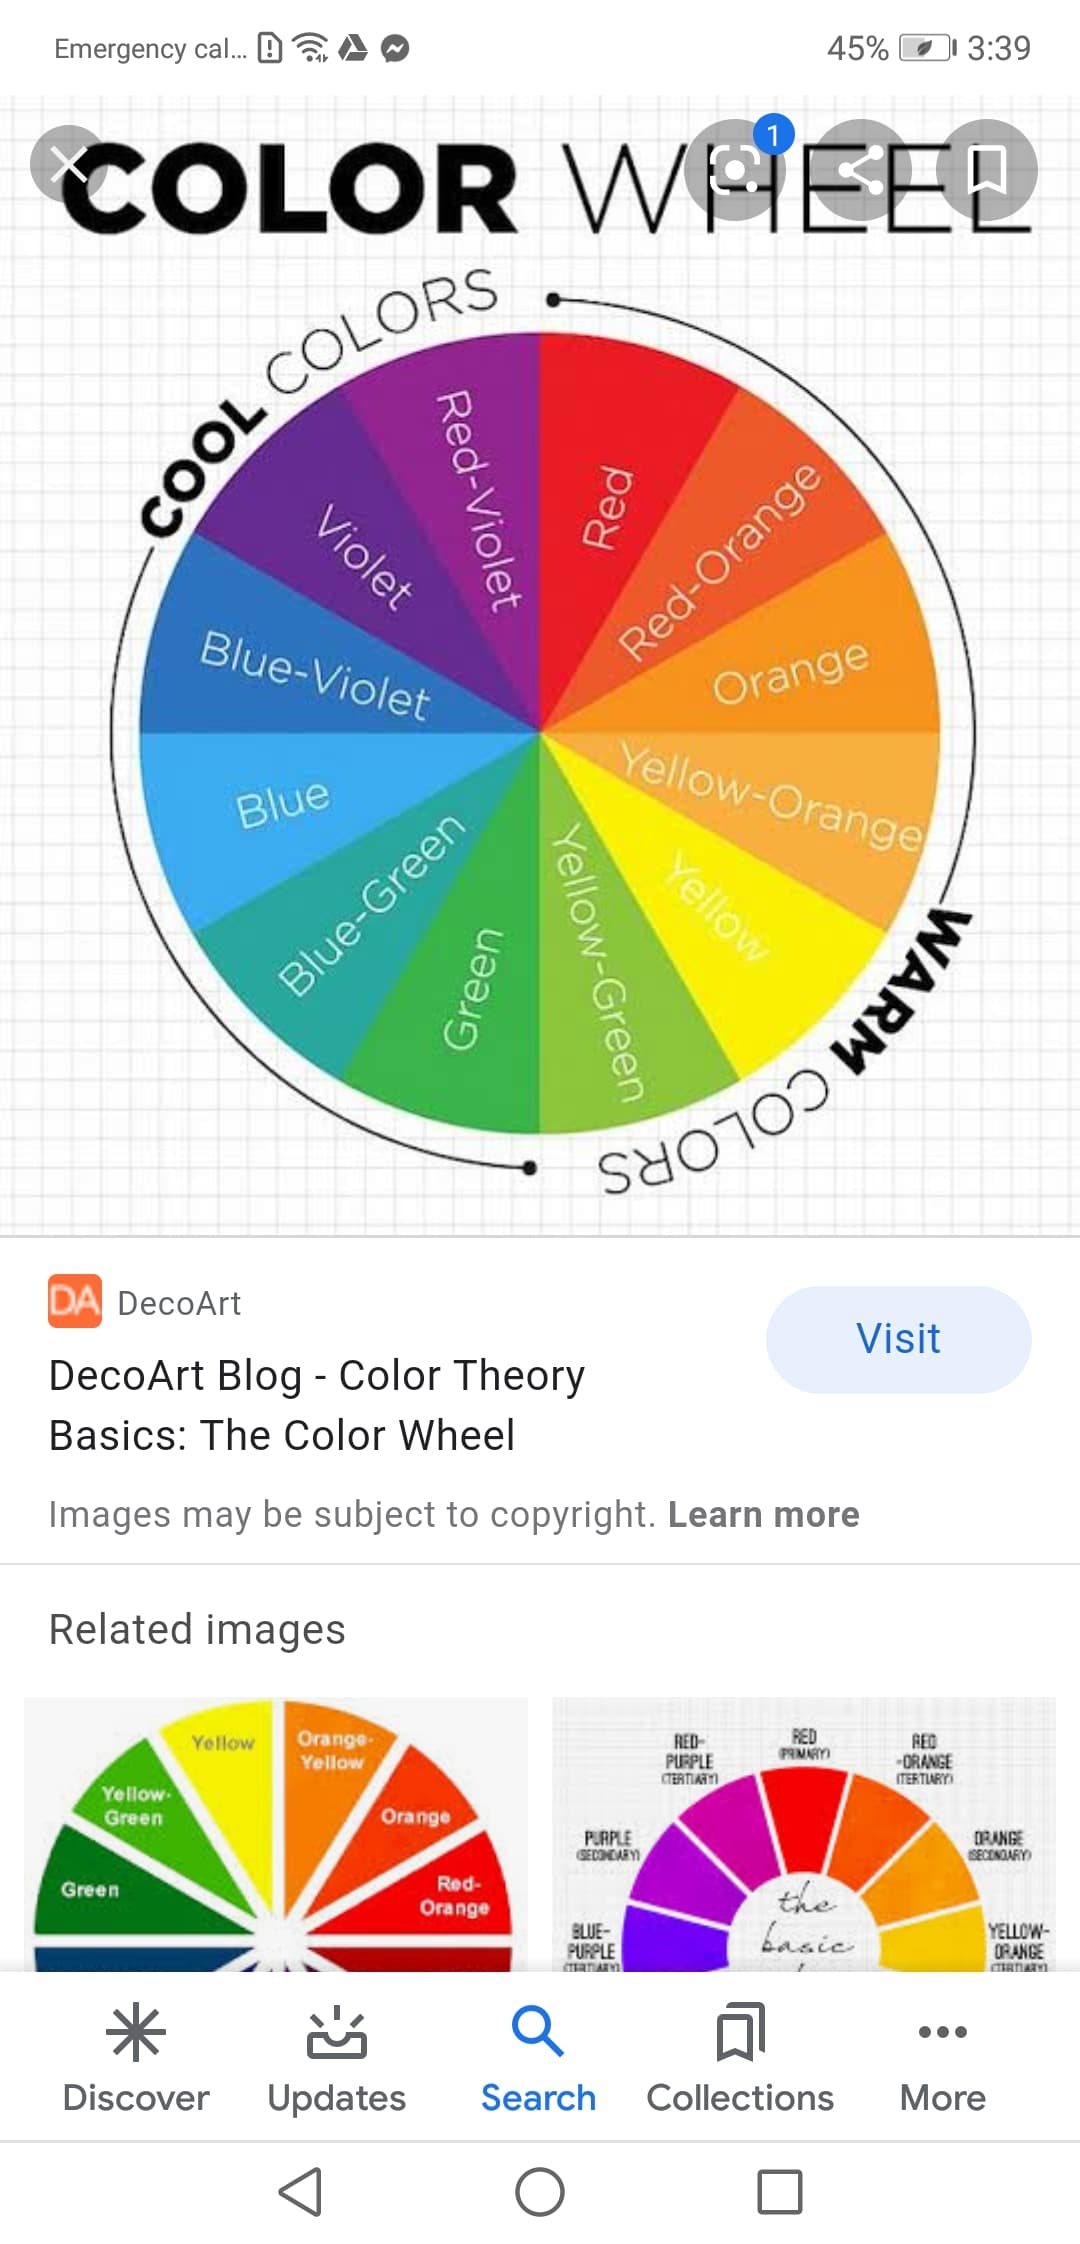 Emergency cal...
45%
3:39
COLOR WHEEL
1
COOL COLORS
Red-Violet
Red
Violet
Red-Orange
Blue-Violet
Orange
Blue
Yellow-Orange
Blue-Green
Yellow
Green
Yellow-Green
WARM COLORS
DA DecoArt
Visit
DecoArt Blog - Color Theory
Basics: The Color Wheel
Images may be subject to copyright. Learn more
Related images
Yellow
Orange-
Yellow
Yellow-
Green
Orange
Green
Red-
Orange
RED-
PURPLE
(TERTIARY)
RED
(PRIMARY)
RED
-ORANGE
(TERTIARY)
PURPLE
(SECONDARY)
ORANGE
(SECONDARY)
the
basic
BLUE-
PURPLE
(TERTIARY)
YELLOW-
ORANGE
(TERTIARY)
Discover
Updates
Search
Collections
More